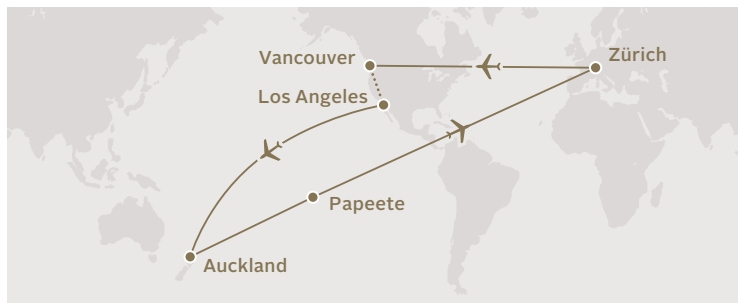 Zürich
Vancouver
Los Angeles
Papeete
Auckland